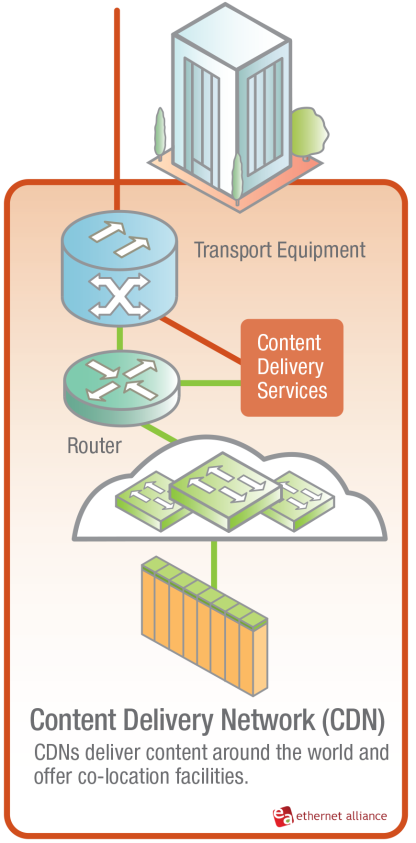 Transport Equipment
Content
Delivery
Services
Router
Content Delivery Network (CDN)
CDNs deliver content around the world and
offer co-location facilities.
ea ethernet alliance